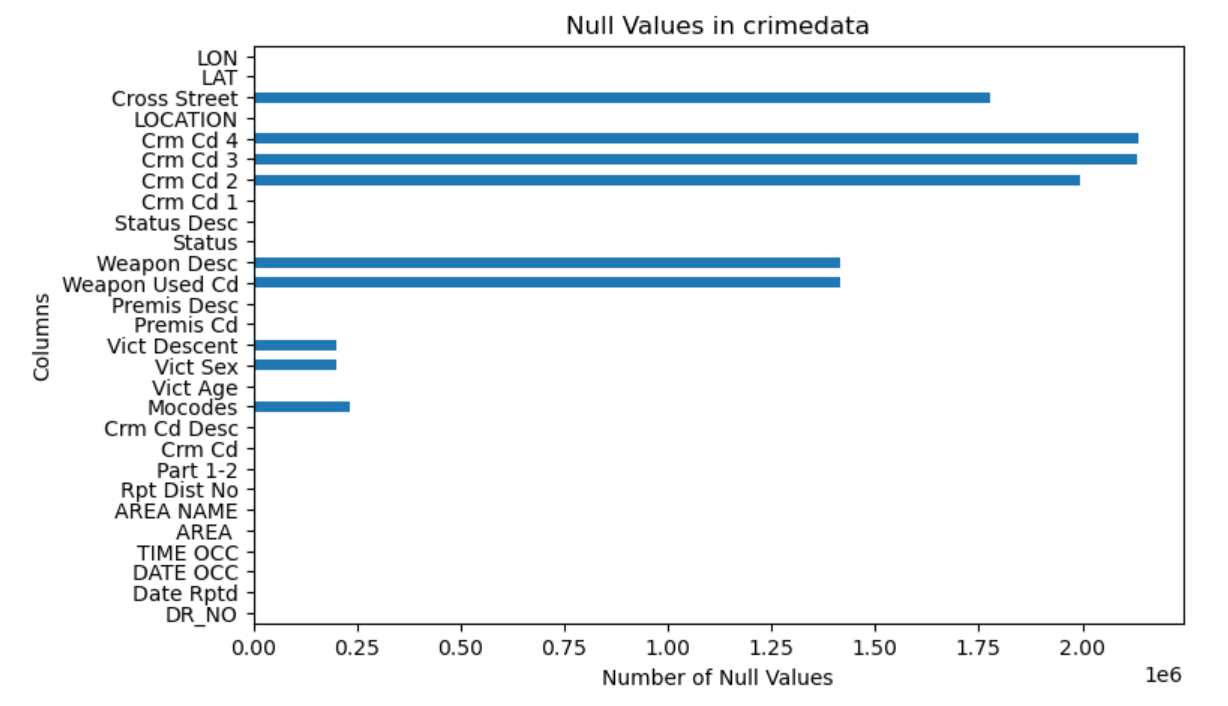 Null Values in crimedata
LON
LAT
Cross Street
LOCATION
Crm Cd 4
Crm Cd 3
Crm Cd 2
Crm Cd 1
Status Desc
Status
Weapon Desc
Weapon Used Cd
Premis Desc
Premis Cd
Vict Descent
Vict Sex
Vict Age
Mocodes
Crm Cd Desc
Crm Cd
Part 1-2
Rpt Dist No
AREA NAME
AREA
TIME OCC
DATE OCC
Date Rptd
DR_NO
Columns
0.00 0.25 0.50 0.75 1.00 1.25 1.50 1.75 2.00
Number of Null Values
1e6